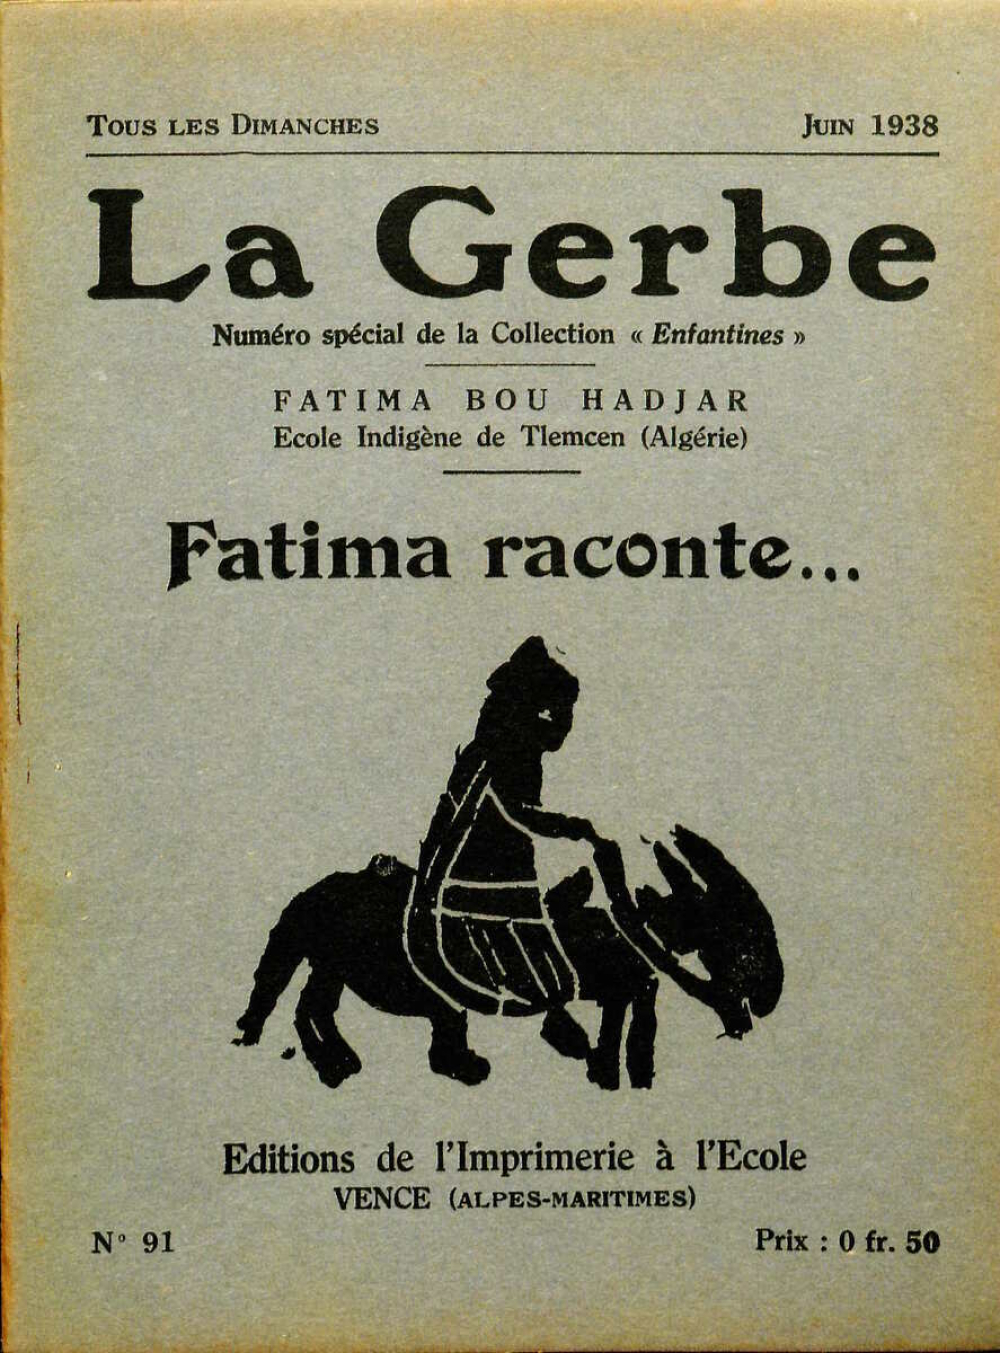 TOUS LES DIMANCHES JUIN 1938
La Gerbe
Numéro spécial de la Collection « Enfantines »
FATIMA BOU HADJAR
Ecole Indigène de Tlemcen (Algérie)
Fatima raconte...
Editions de l'Imprimerie à l'Ecole
VENCE (ALPES-MARITIMES)
N° 91 Prix : 0 fr. 50